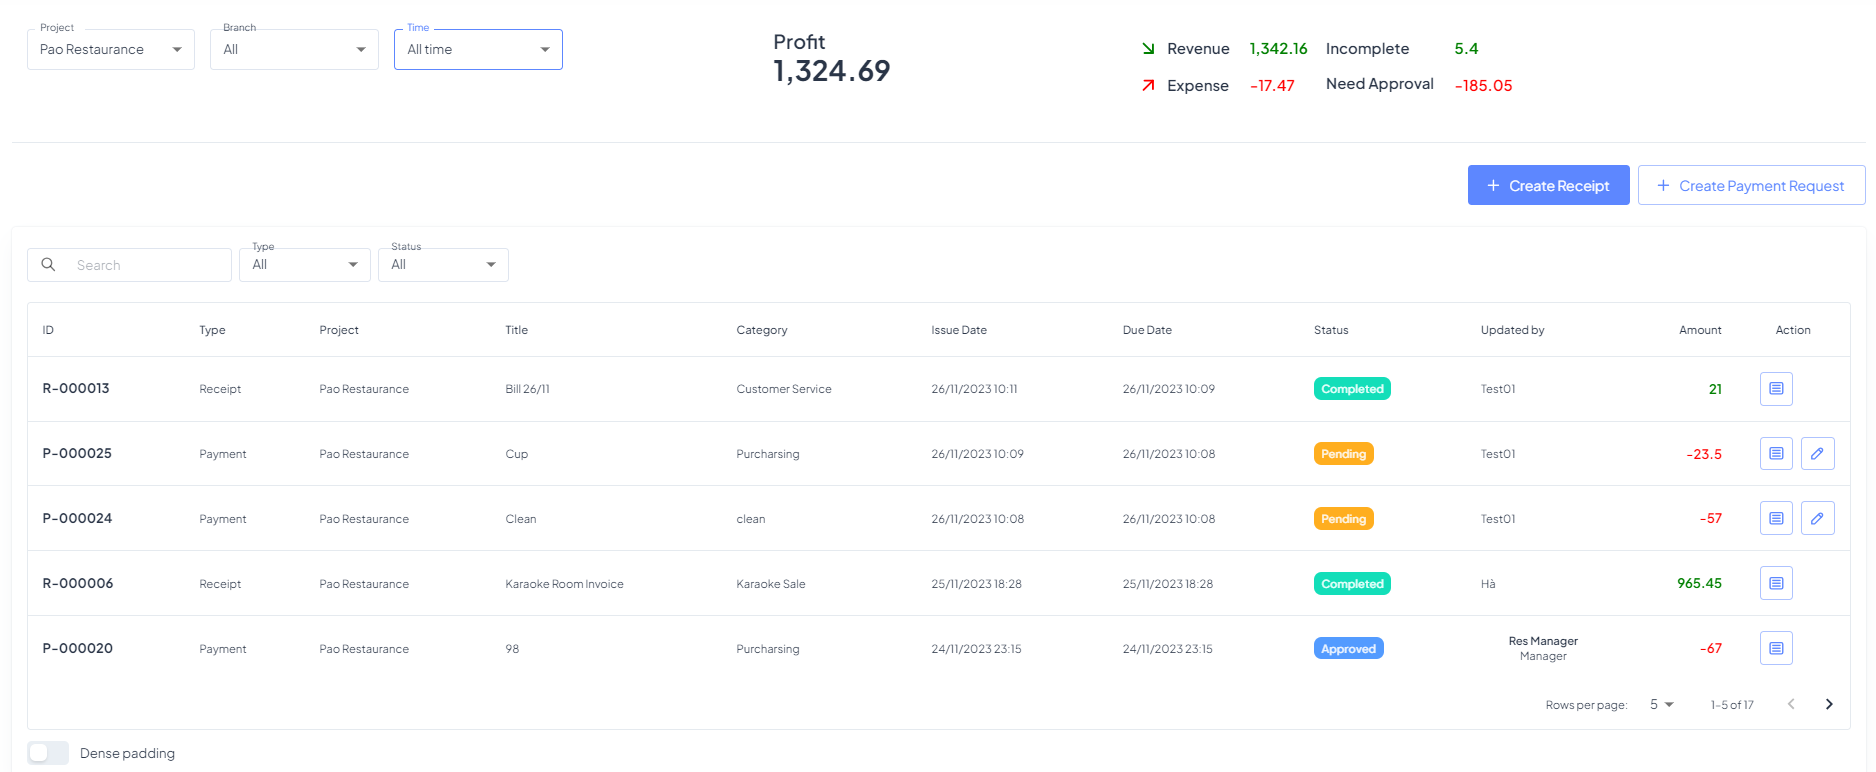 Project
Pao Restaurance
Branch
All
Time
All time
Profit
1,324.69
Revenue 1,342.16 Incomplete 5.4
Expense -17.47 Need Approval -185.05
+ Create Receipt
+ Create Payment Request
Search
Type
All
Status
All
ID Type Project Title Category Issue Date Due Date Status Updated by Amount Action
R-000013 Receipt Pao Restaurance Bill 26/11 Customer Service 26/11/2023 10:11 26/11/2023 10:09 Completed Test01 21
P-000025 Payment Pao Restaurance Cup Purcharsing 26/11/2023 10:09 26/11/2023 10:08 Pending Test01 -23.5
P-000024 Payment Pao Restaurance Clean clean 26/11/2023 10:08 26/11/2023 10:08 Pending Test01 -57
R-000006 Receipt Pao Restaurance Karaoke Room Invoice Karaoke Sale 25/11/2023 18:28 25/11/2023 18:28 Completed Hà 965.45
P-000020 Payment Pao Restaurance 98 Purcharsing 24/11/2023 23:15 24/11/2023 23:15 Approved Res Manager -67
Manager
Rows per page: 5 1-5 of 17
Dense padding